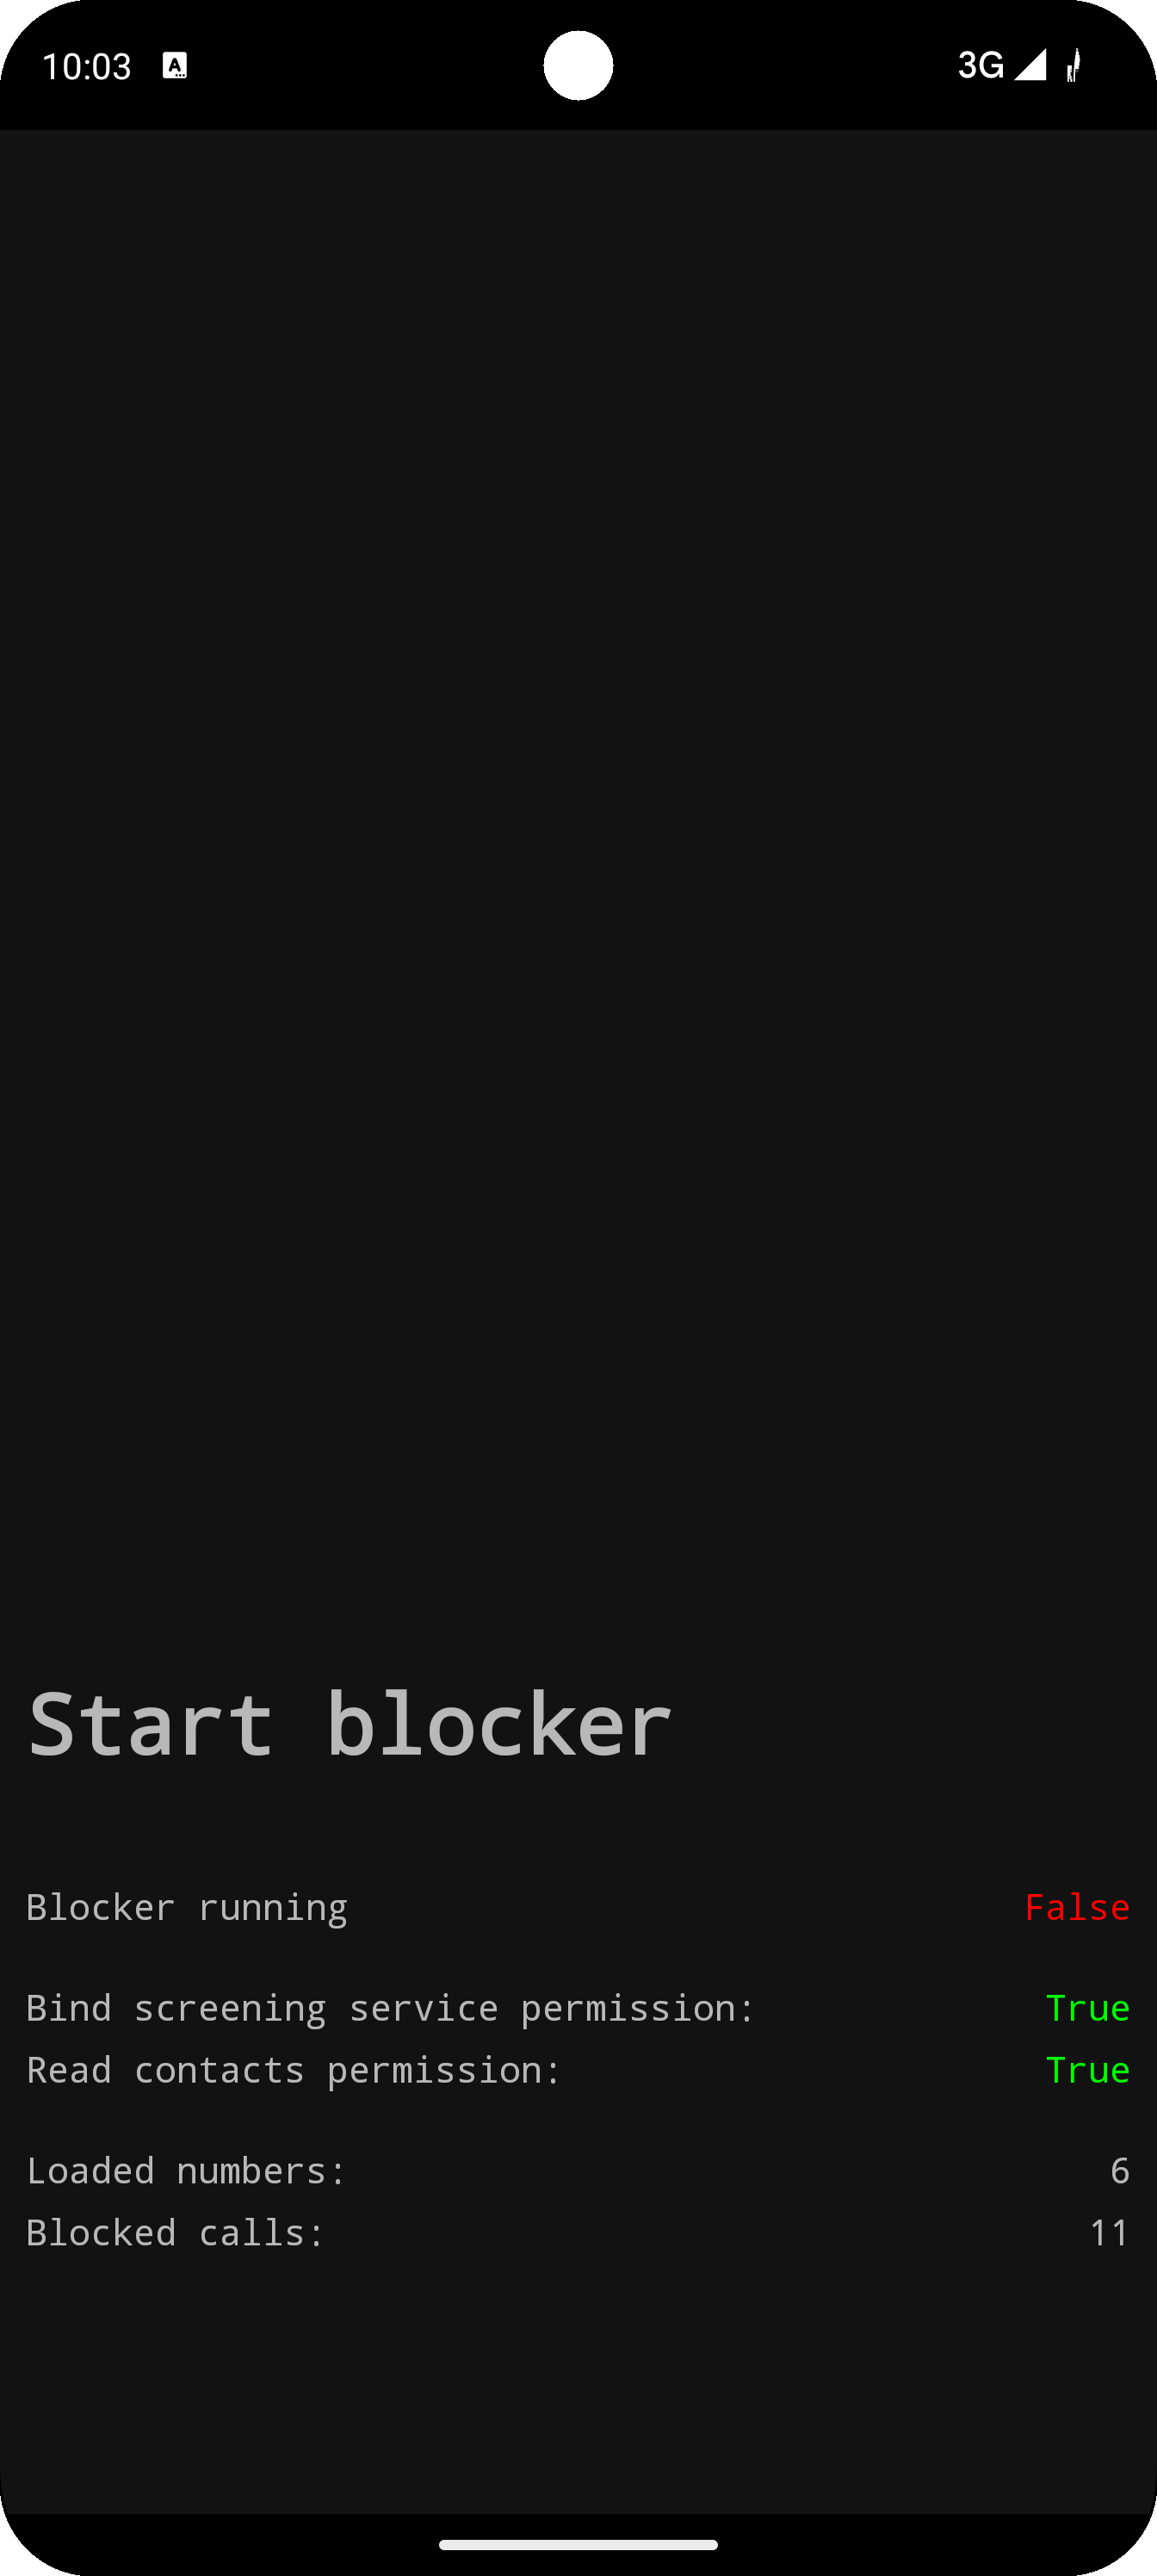 10:03 A 3G
Start blocker
Blocker running False
Bind screening service permission: True
Read contacts permission: True
Loaded numbers: 6
Blocked calls: 11